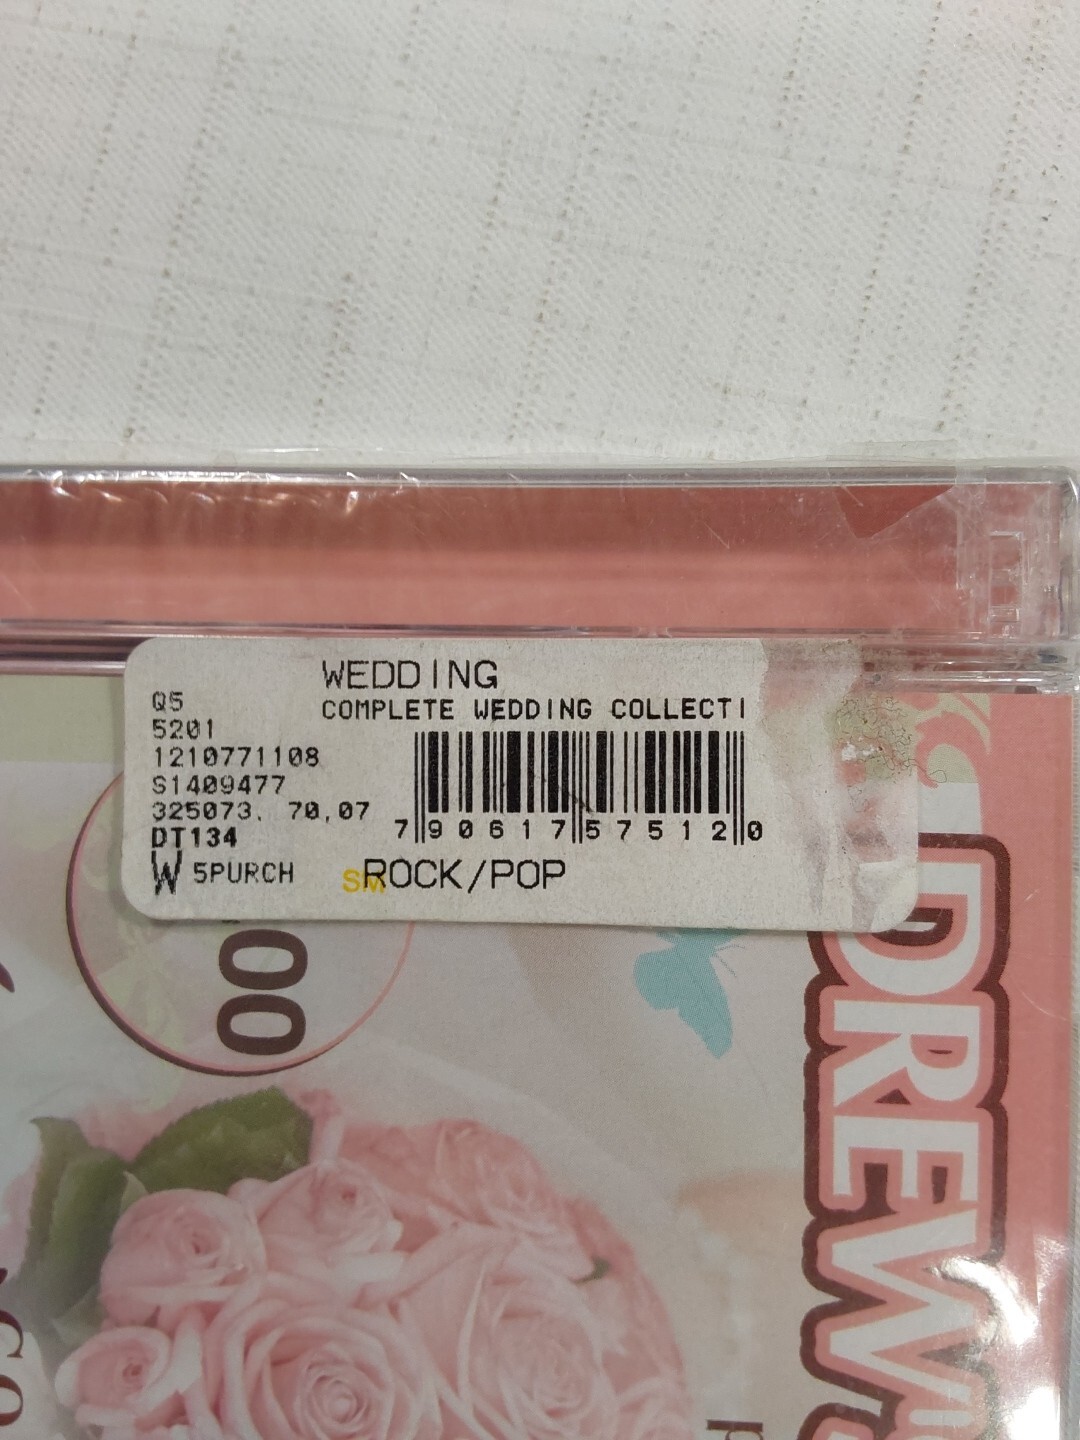 WEDDING
COMPLETE WEDDING COLLECTI
Q5
5201
1210771108
S1409477
325073. 70,07
DT134
W 5PURCH
7 90617 57512 0
SM
ROCK/POP
00
DREW